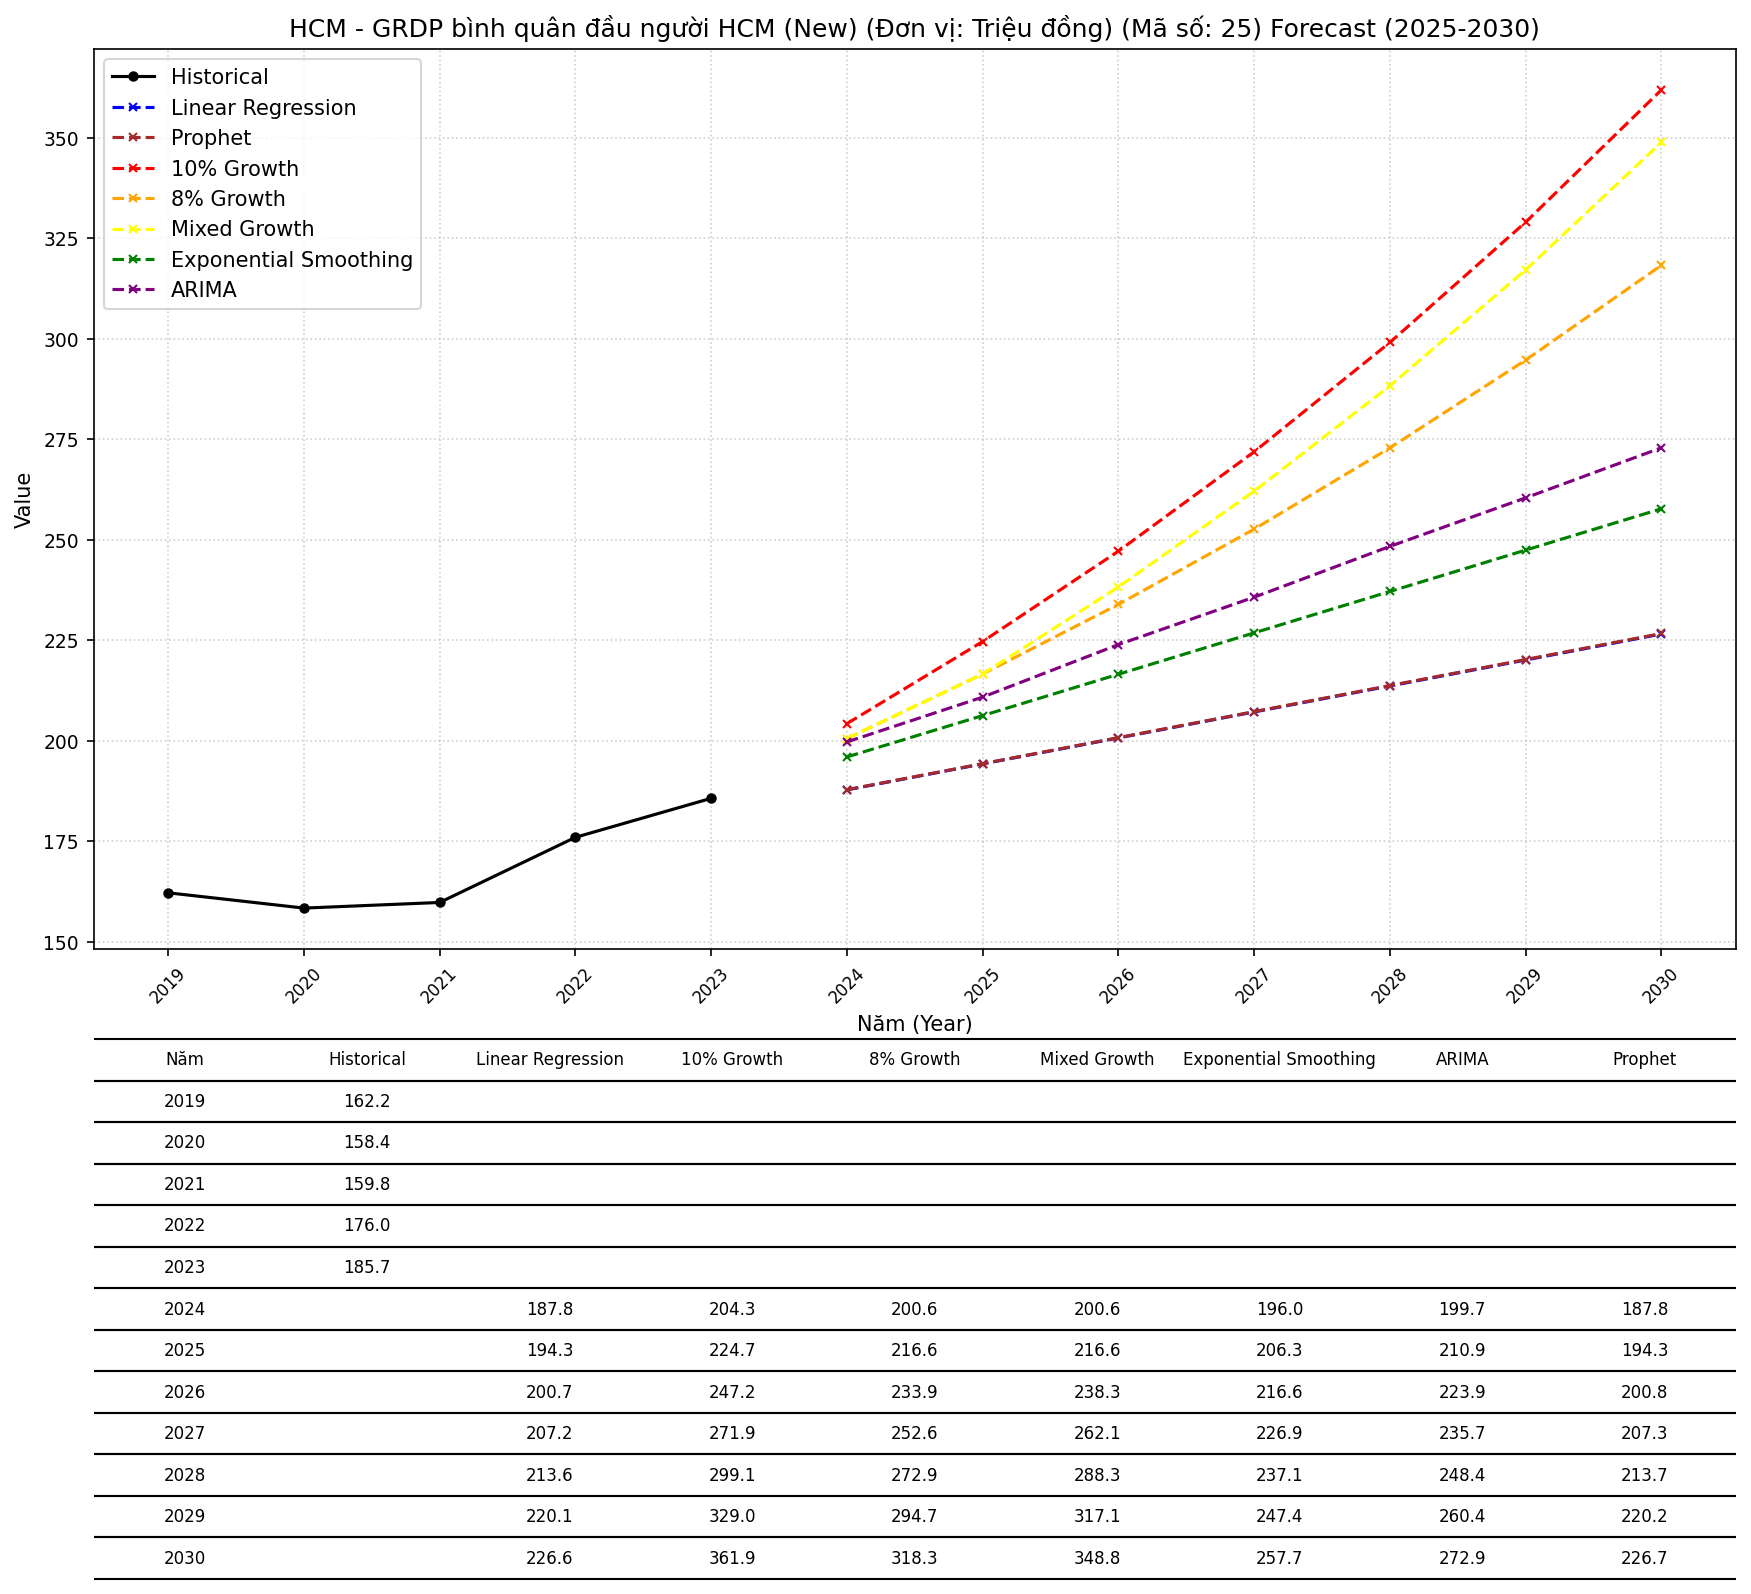 HCM - GRDP bình quân đầu người HCM (New) (Đơn vị: Triệu đồng) (Mã số: 25) Forecast (2025-2030)
Historical
Linear Regression
Prophet
10% Growth
8% Growth
Mixed Growth
Exponential Smoothing
ARIMA
Value
350
325
300
275
250
225
200
175
150
2019 2020 2021 2022 2023 2024 2025 2026 2027 2028 2029 2030
Năm (Year)
Năm Historical Linear Regression 10% Growth 8% Growth Mixed Growth Exponential Smoothing ARIMA Prophet
2019 162.2
2020 158.4
2021 159.8
2022 176.0
2023 185.7
2024 187.8 204.3 200.6 200.6 196.0 199.7 187.8
2025 194.3 224.7 216.6 216.6 206.3 210.9 194.3
2026 200.7 247.2 233.9 238.3 216.6 223.9 200.8
2027 207.2 271.9 252.6 262.1 226.9 235.7 207.3
2028 213.6 299.1 272.9 288.3 237.1 248.4 213.7
2029 220.1 329.0 294.7 317.1 247.4 260.4 220.2
2030 226.6 361.9 318.3 348.8 257.7 272.9 226.7